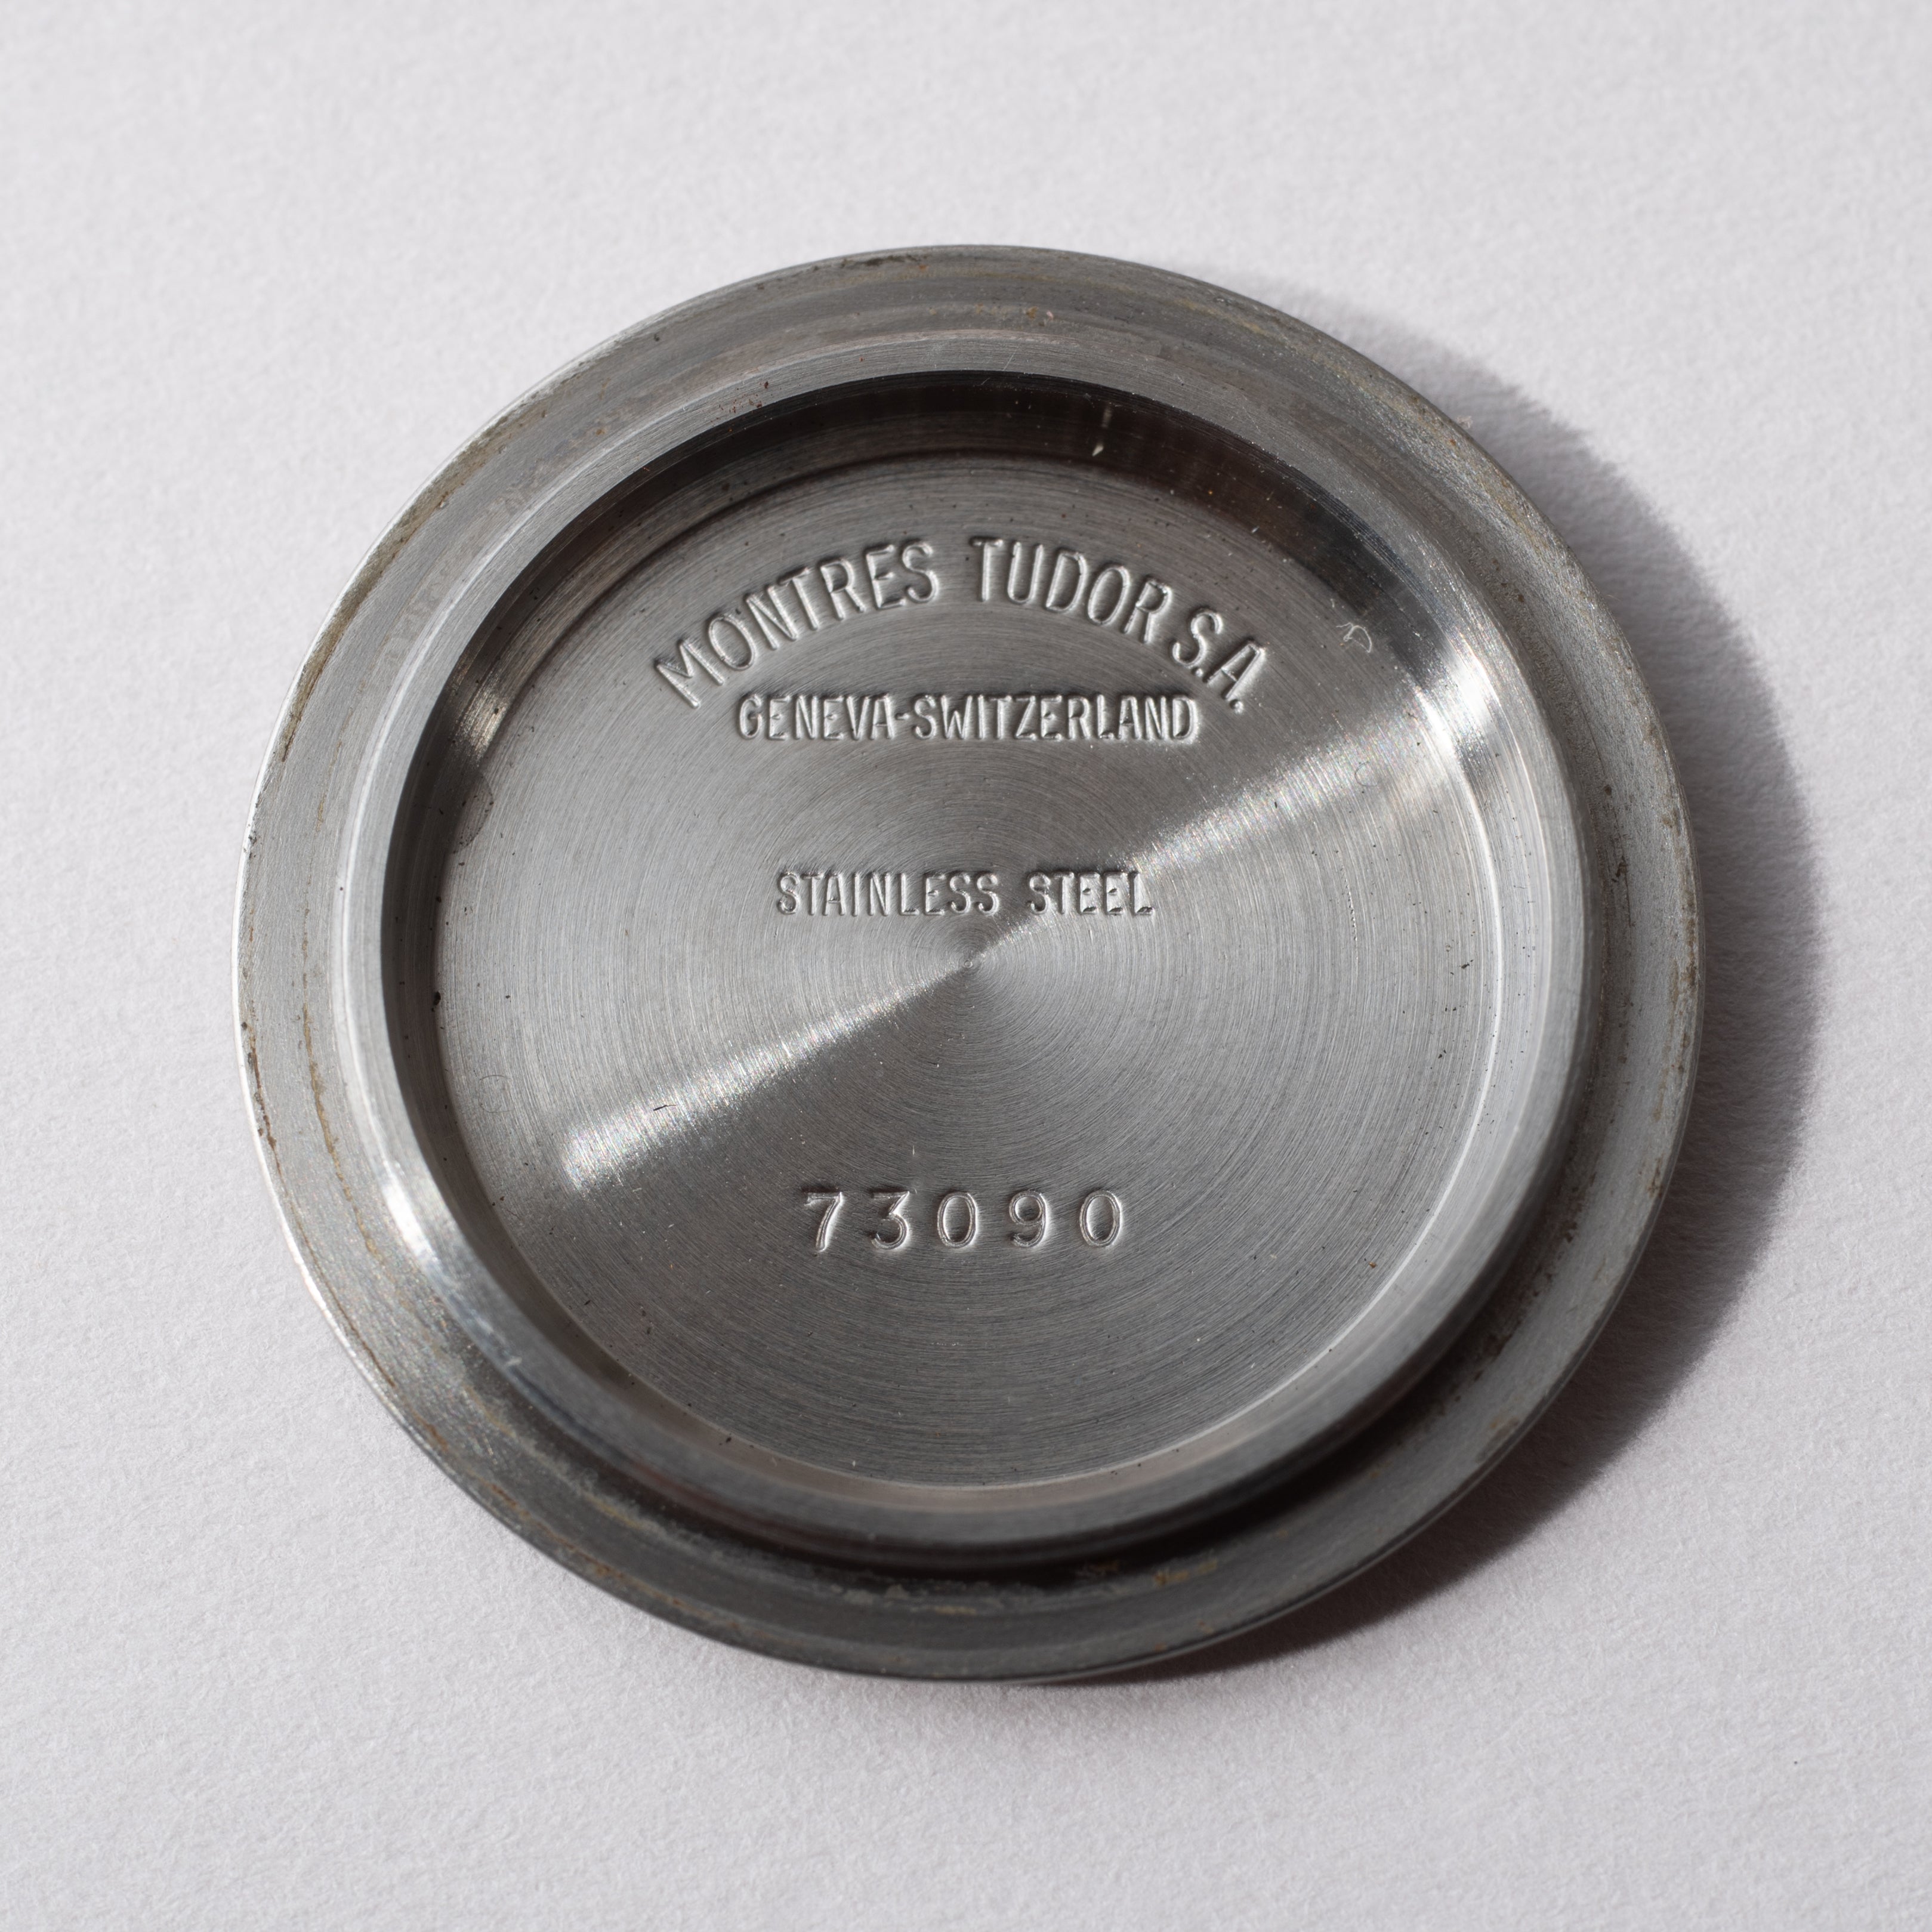 MONTRES TUDOR S.A.
GENEVA-SWITZERLAND
STAINLESS STEEL
73090